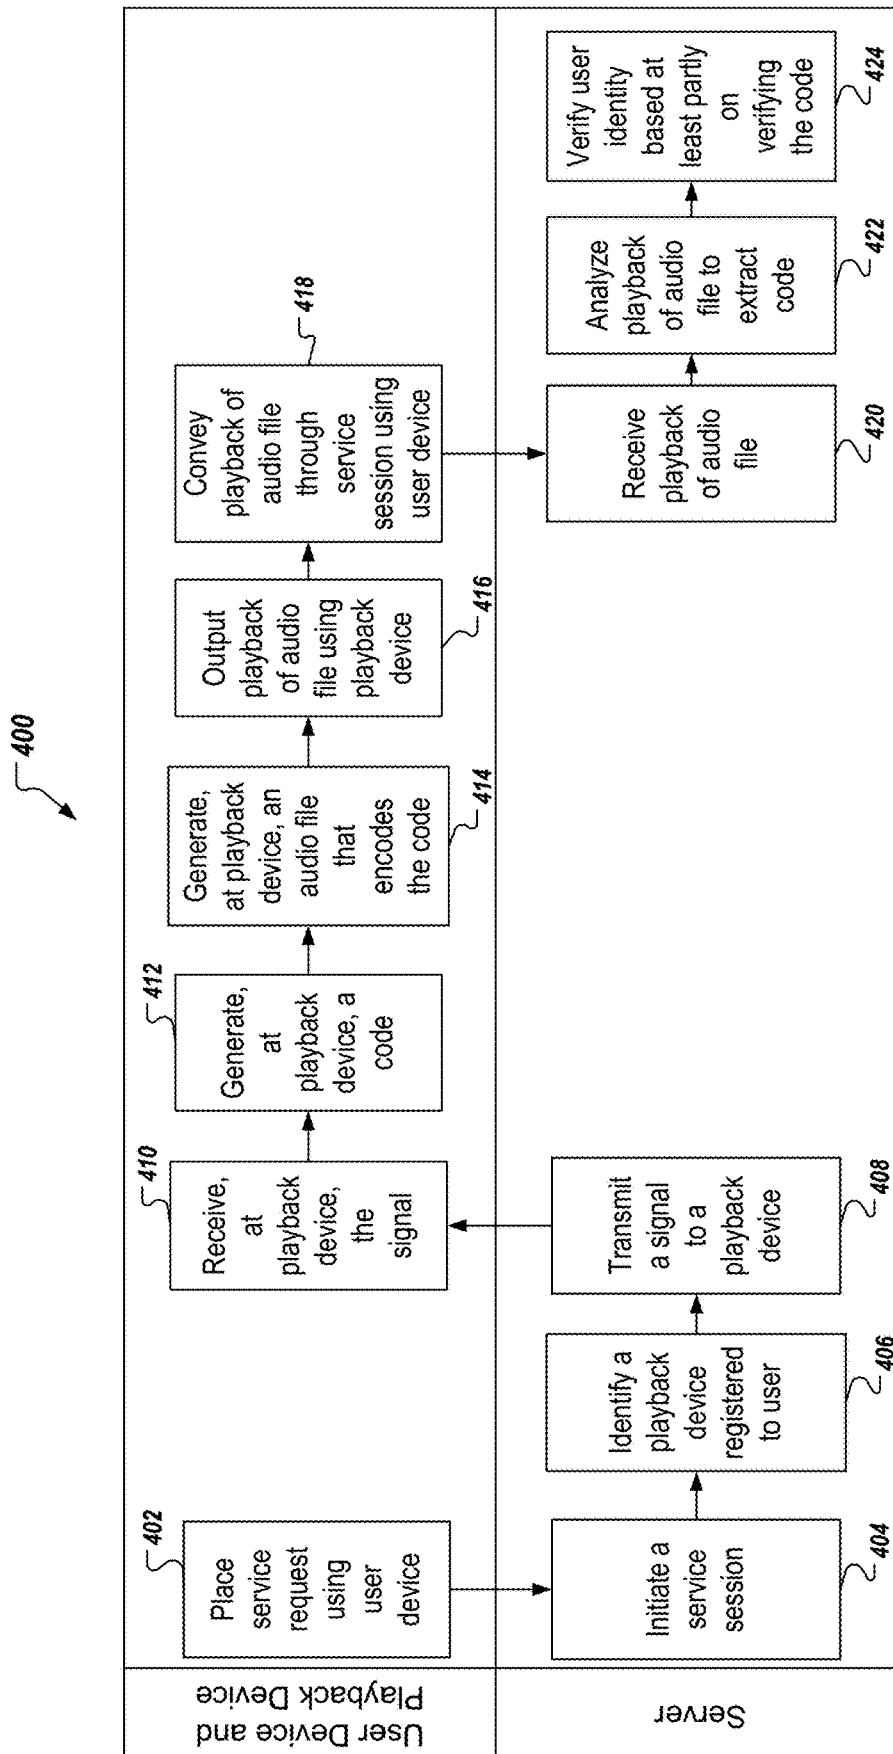 400
User Device and
Playback Device
402
Place
service
request
using
user
device
410
Receive,
at
playback
device,
the
signal
412
Generate,
at
playback
device, a
code
Generate,
at playback
device, an
audio file
that
encodes
the code
414
Output
playback
of audio
file using
playback
device
416
Convey
playback of
audio file
through
service
session using
user device
418
Server
Initiate a
service
session
404
Identify a
playback
device
registered
to user
406
Transmit
a signal
to a
playback
device
408
Receive
playback
of audio
file
420
Analyze
playback
of audio
file to
extract
code
422
Verify user
identity
based at
least partly
on
verifying
the code
424